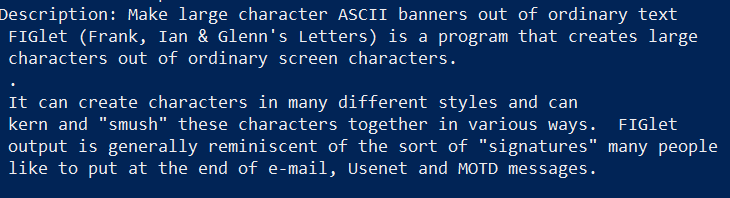 Description: Make large character ASCII banners out of ordinary text
FIGlet (Frank, Ian & Glenn's Letters) is a program that creates large
characters out of ordinary screen characters.
.
It can create characters in many different styles and can
kern and "smush" these characters together in various ways.  FIGlet
output is generally reminiscent of the sort of "signatures" many people
like to put at the end of e-mail, Usenet and MOTD messages.